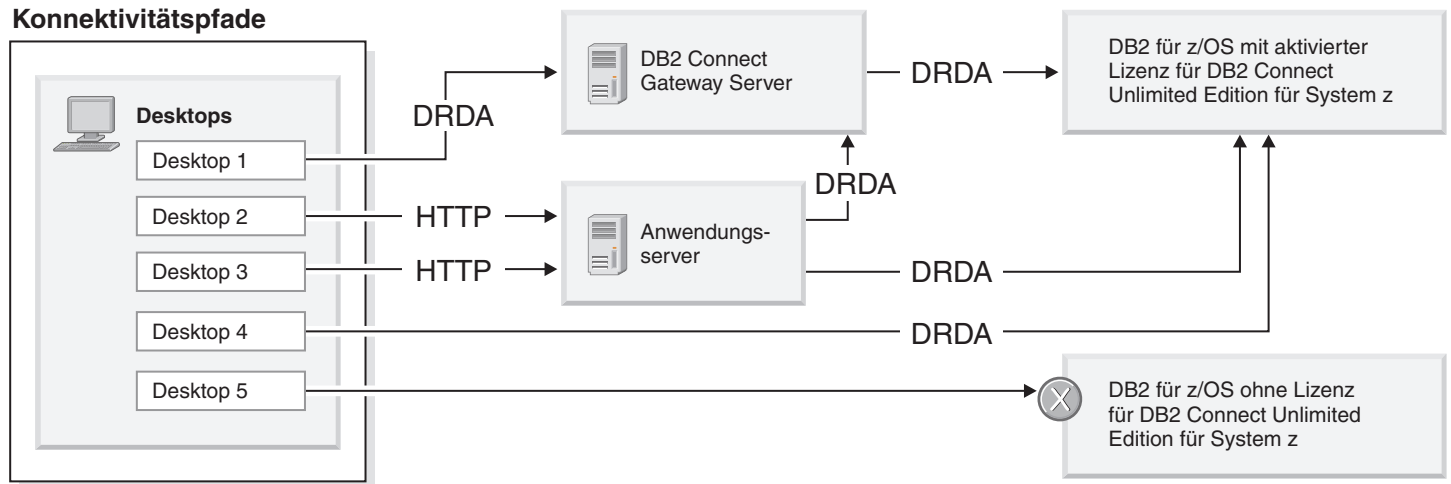 Konnektivitätspfade
Desktops
Desktop 1
Desktop 2
Desktop 3
Desktop 4
Desktop 5
DRDA
HTTP
HTTP
DB2 Connect
Gateway Server
Anwendungs-
server
DRDA
DRDA
DRDA
DRDA
DB2 für z/OS mit aktivierter
Lizenz für DB2 Connect
Unlimited Edition für System z
X
DB2 für z/OS ohne Lizenz
für DB2 Connect Unlimited
Edition für System z